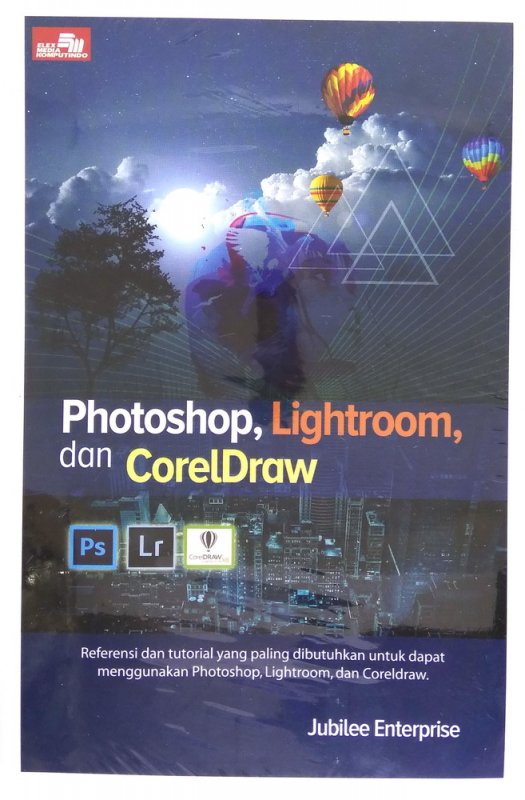 ELEX
MEDIA
KOMPUTINDO
Photoshop, Lightroom,
dan CorelDraw
Ps Lr CorelDRAW
Referensi dan tutorial yang paling dibutuhkan untuk dapat
menggunakan Photoshop, Lightroom, dan Coreldraw.
Jubilee Enterprise